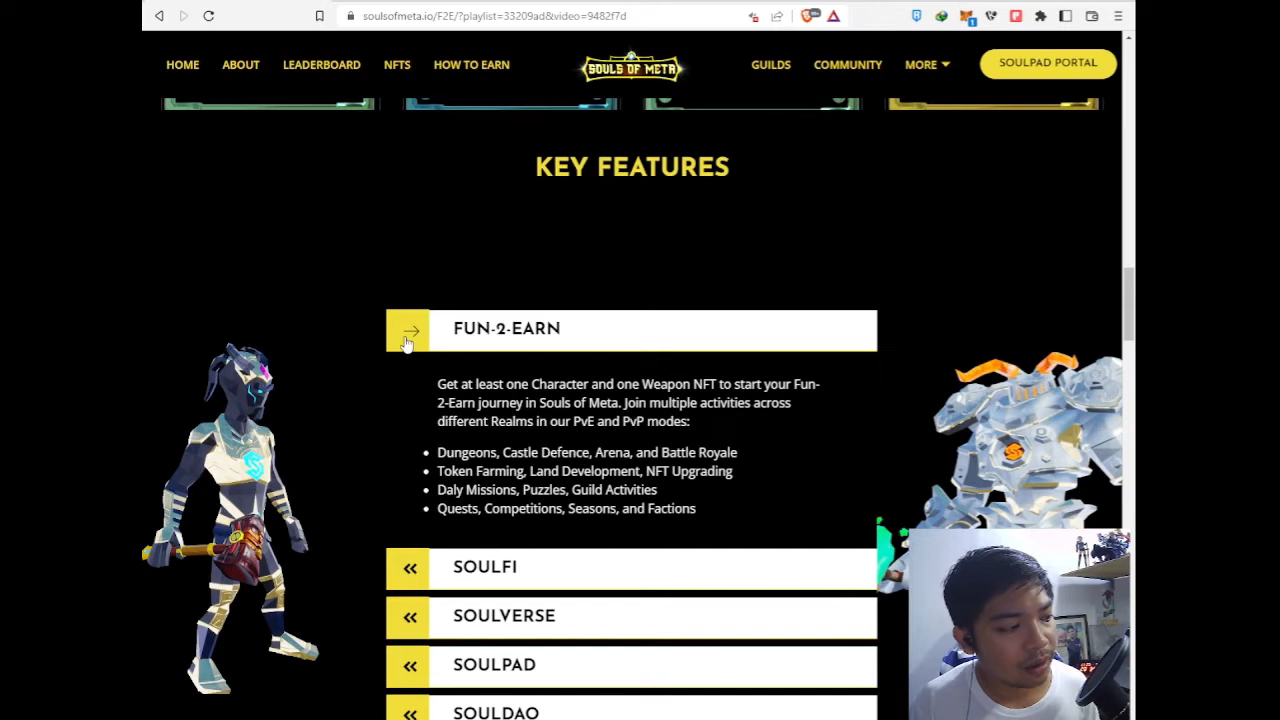 soulsofmeta.io/F2E/?playlist=33209ad&video=9482f7d
HOME ABOUT LEADERBOARD NFTS HOW TO EARN SOULS OF META GUILDS COMMUNITY MORE SOULPAD PORTAL
KEY FEATURES
FUN-2-EARN
Get at least one Character and one Weapon NFT to start your Fun-
2-Earn journey in Souls of Meta. Join multiple activities across
different Realms in our PvE and PvP modes:
Dungeons, Castle Defence, Arena, and Battle Royale
Token Farming, Land Development, NFT Upgrading
Daly Missions, Puzzles, Guild Activities
Quests, Competitions, Seasons, and Factions
SOULFI
SOULVERSE
SOULPAD
SOULDAO